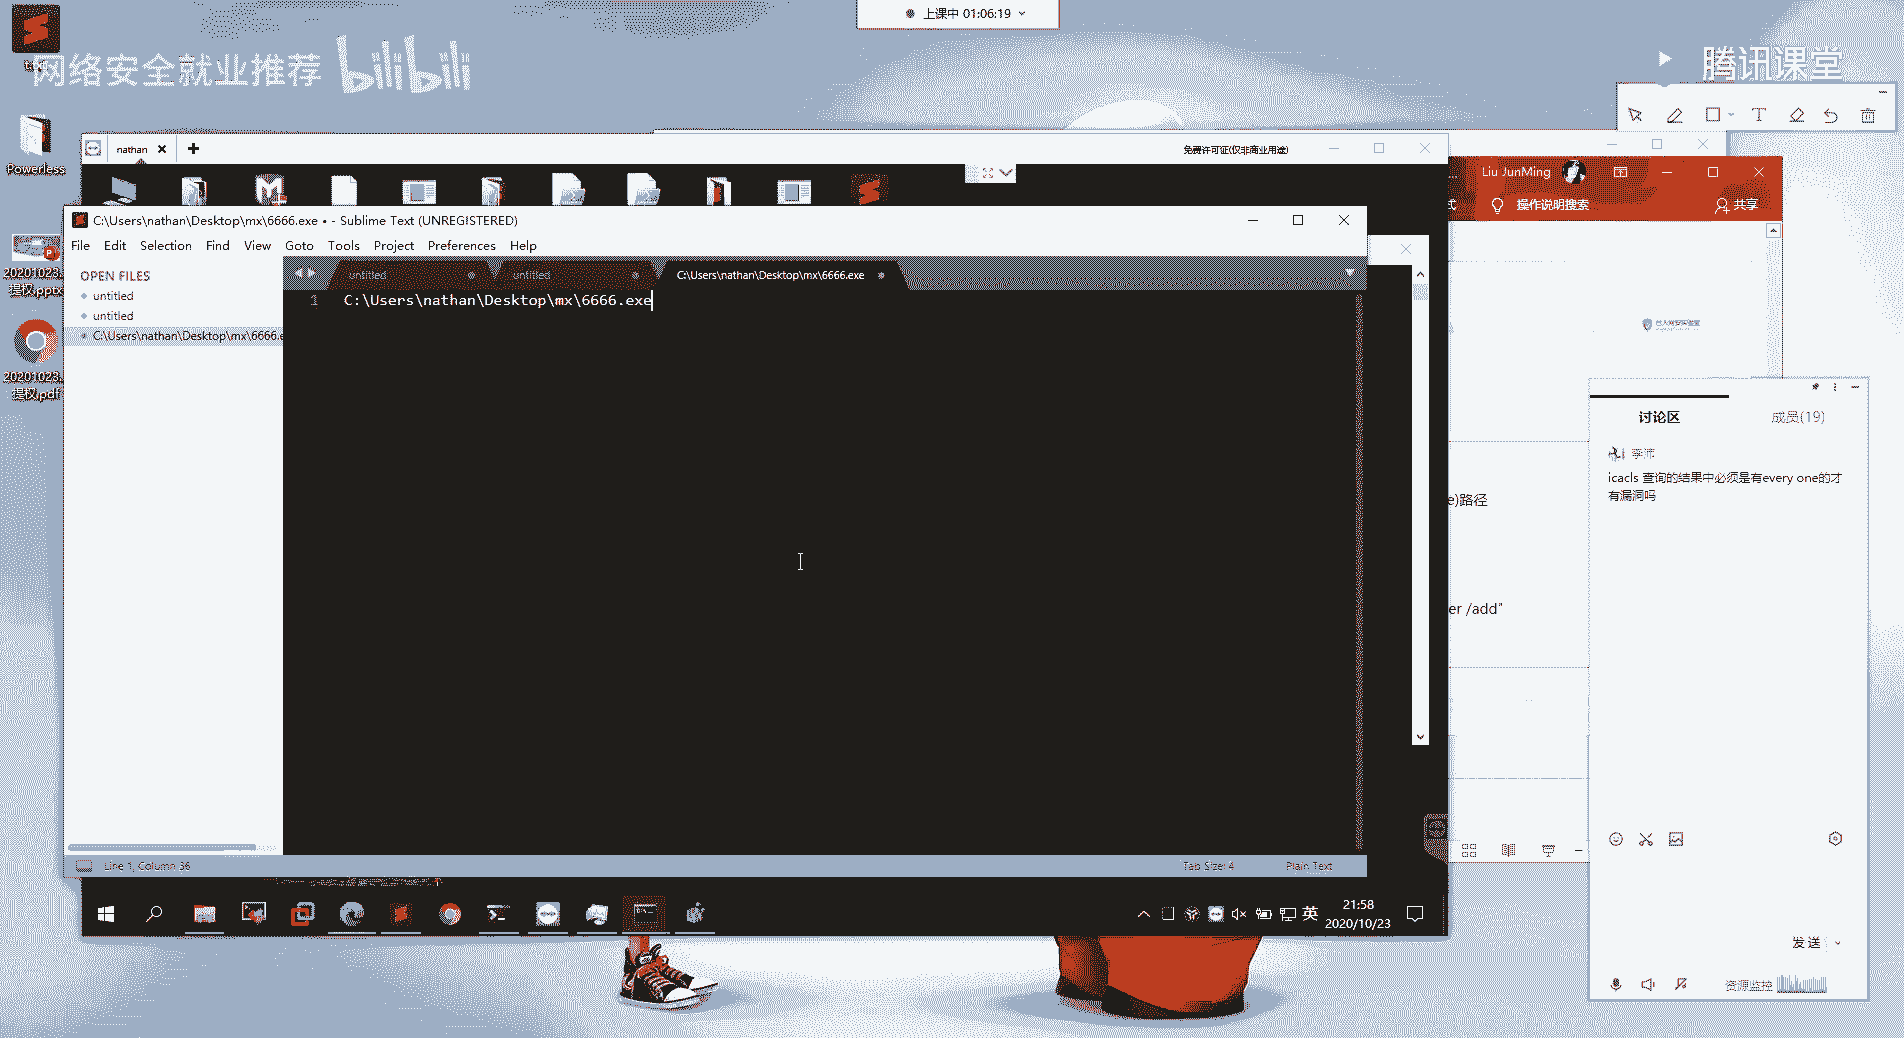 上课中 01:06:19
网络安全就业推荐 bilibili
腾讯课堂
Powerless
20201023.
提权.pptx
20201023.
提权.pdf
nathan
免费许可证(仅非商业用途)
Liu JunMing
操作说明搜索
共享
C:\Users\nathan\Desktop\mx\6666.exe • - Sublime Text (UNREGISTERED)
File Edit Selection Find View Goto Tools Project Preferences Help
OPEN FILES
untitled
untitled
C:\Users\nathan\Desktop\mx\6666.e
untitled
untitled
C:\Users\nathan\Desktop\mx\6666.exe
1 C:\Users\nathan\Desktop\mx\6666.exe
Line 1, Column 36
Tab Size: 4
Plain Text
e)路径
er /add"
讨论区
成员(19)
icacls 查询的结果中必须是有every one的才
有漏洞吗
发送
资源监控
英
21:58
2020/10/23